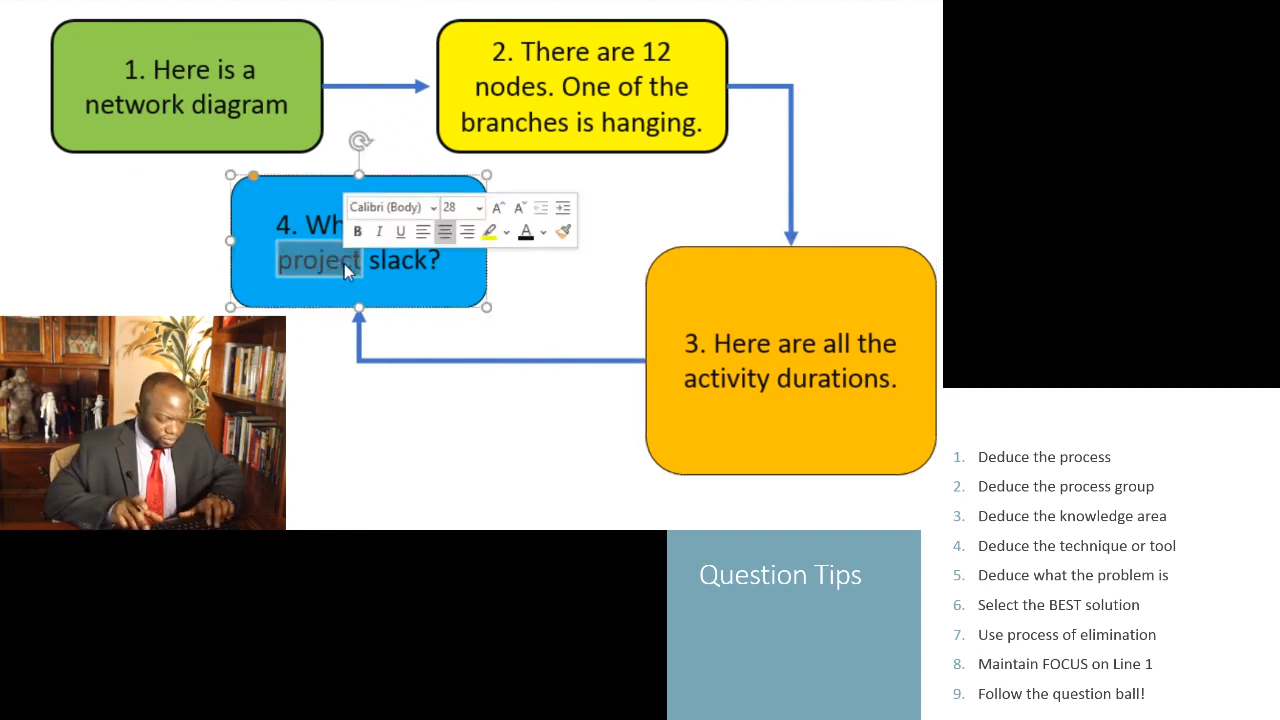 1. Here is a
network diagram
2. There are 12
nodes. One of the
branches is hanging.
3. Here are all the
activity durations.
4. Wh
project slack?
Calibri (Body)
28
B I U
A
Question Tips
1. Deduce the process
2. Deduce the process group
3. Deduce the knowledge area
4. Deduce the technique or tool
5. Deduce what the problem is
6. Select the BEST solution
7. Use process of elimination
8. Maintain FOCUS on Line 1
9. Follow the question ball!